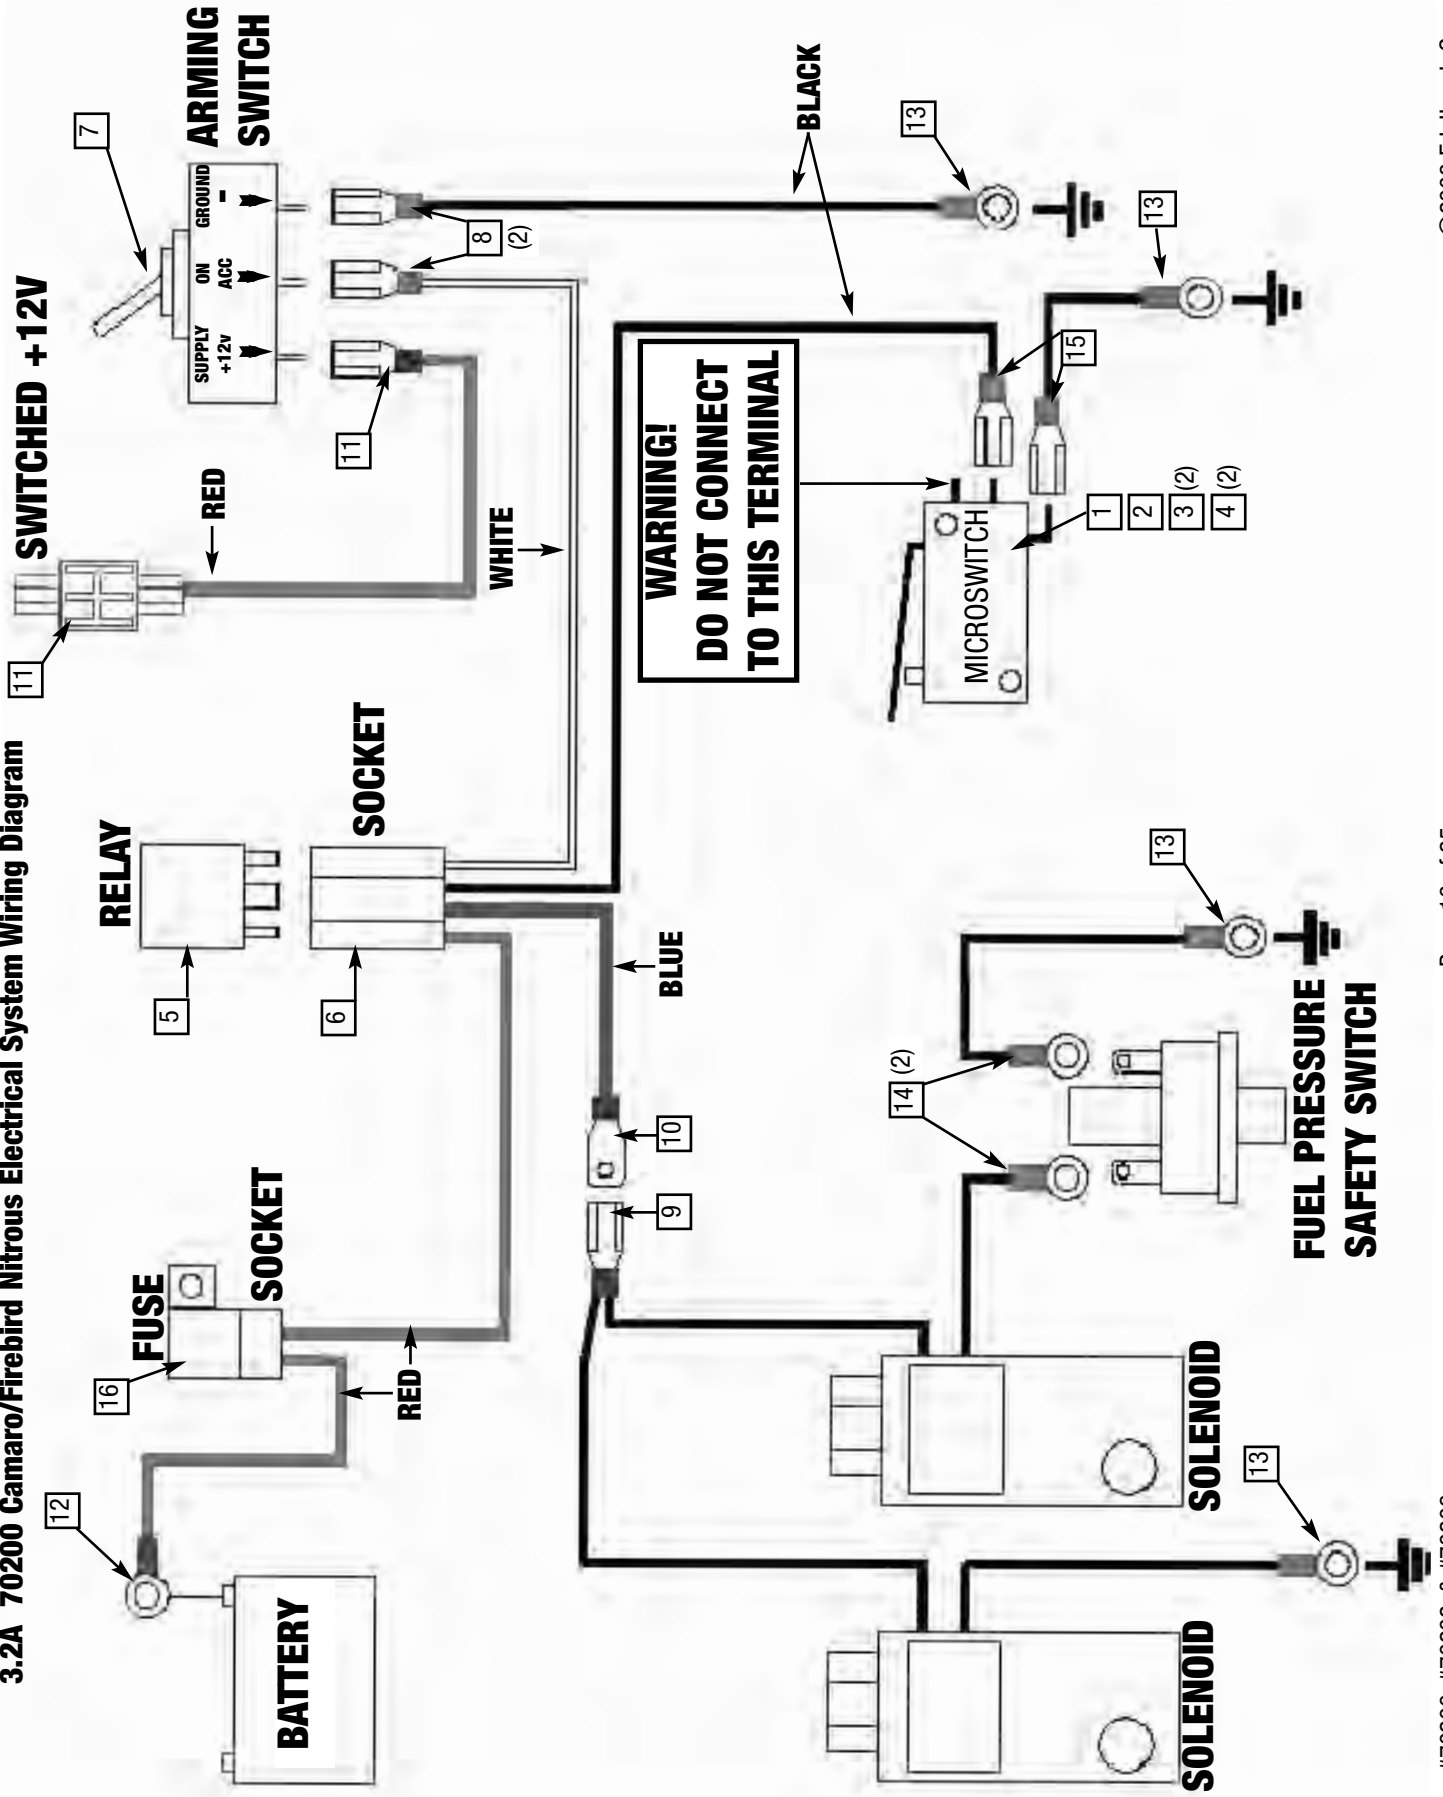 3.2A 70200 Camaro/Firebird Nitrous Electrical System Wiring Diagram
BATTERY
12
FUSE
SOCKET
16
RED
RELAY
5
SOCKET
6
BLUE
10
9
SWITCHED +12V
11
RED
ARMING
SWITCH
7
SUPPLY
+12v
ON
ACC
GROUND
-
11
8
(2)
WHITE
BLACK
13
13
WARNING!
DO NOT CONNECT
TO THIS TERMINAL
15
MICROSWITCH
1
2
3 (2)
4 (2)
14 (2)
13
FUEL PRESSURE
SAFETY SWITCH
SOLENOID
13
SOLENOID